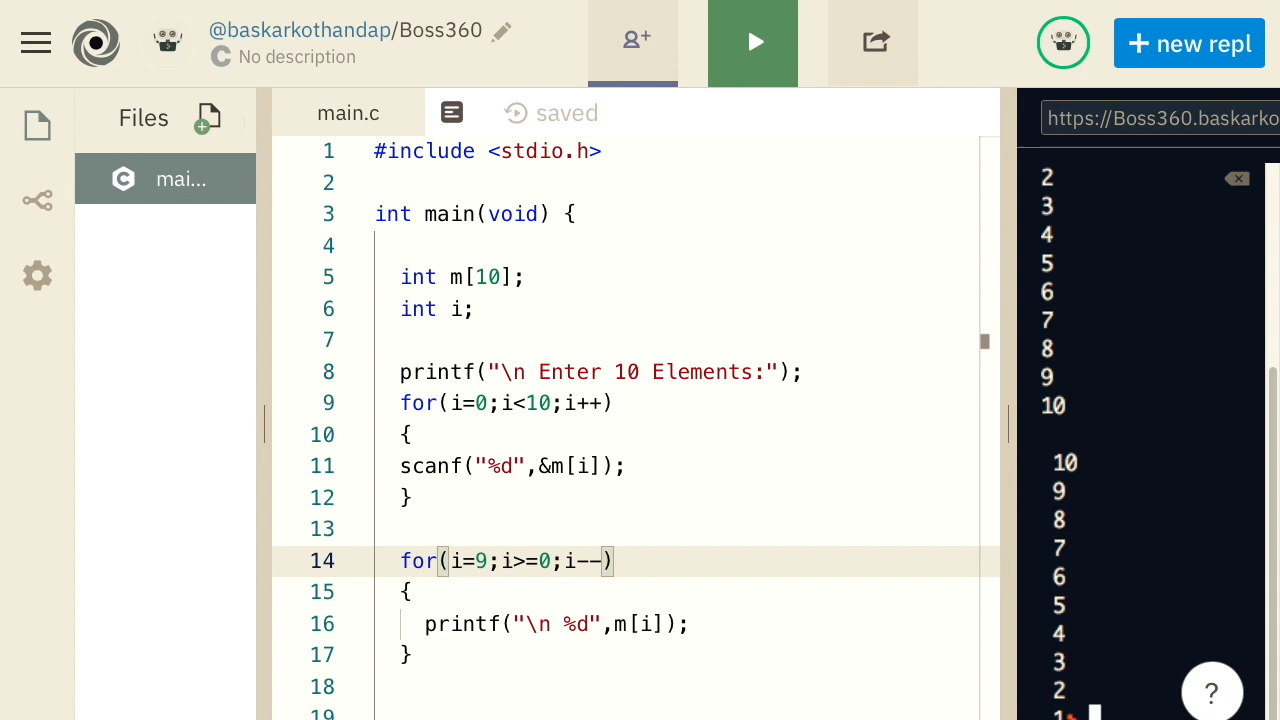 @baskarkothandap/Boss360
C No description
+ new repl
Files
main.c
saved
https://Boss360.baskarko
mai...
1 #include <stdio.h>
2
3 int main(void) {
4
5 int m[10];
6 int i;
7
8 printf("\n Enter 10 Elements:");
9 for(i=0;i<10;i++)
10 {
11 scanf("%d",&m[i]);
12 }
13
14 for(i=9;i>=0;i--)
15 {
16 printf("\n %d",m[i]);
17 }
18
19
2
3
4
5
6
7
8
9
10
10
9
8
7
6
5
4
3
2
1
?